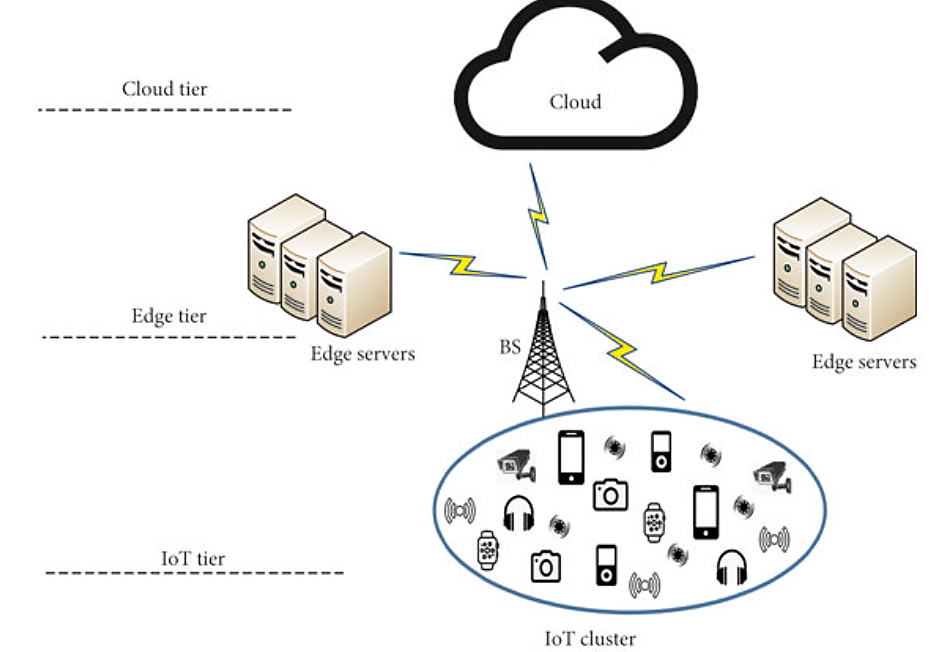 Cloud tier
Cloud
Edge tier
Edge servers
BS
Edge servers
IoT tier
IoT cluster